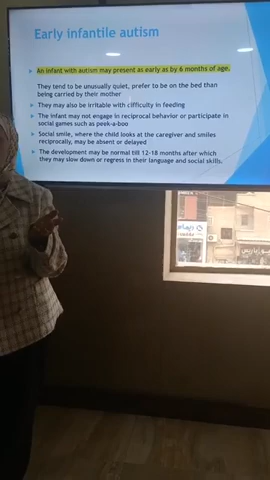 Early infantile autism
An infant with autism may present as early as by 6 months of age.
They tend to be unusually quiet, prefer to be on the bed than
being carried by their mother
They may also be irritable with difficulty in feeding
The infant may not engage in reciprocal behavior or participate in
social games such as peek-a-boo
Social smile, where the child looks at the caregiver and smiles
reciprocally, may be absent or delayed
The development may be normal till 12-18 months after which
they may slow down or regress in their language and social skills.